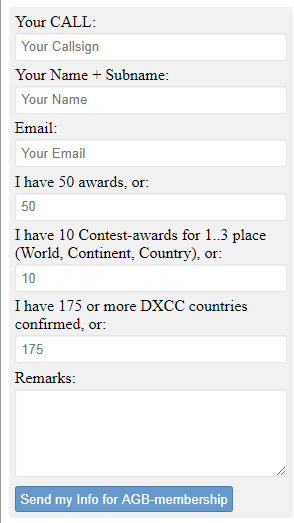 Your CALL:
Your Callsign
Your Name + Subname:
Your Name
Email:
Your Email
I have 50 awards, or:
50
I have 10 Contest-awards for 1..3 place
(World, Continent, Country), or:
10
I have 175 or more DXCC countries
confirmed, or:
175
Remarks:
Send my Info for AGB-membership